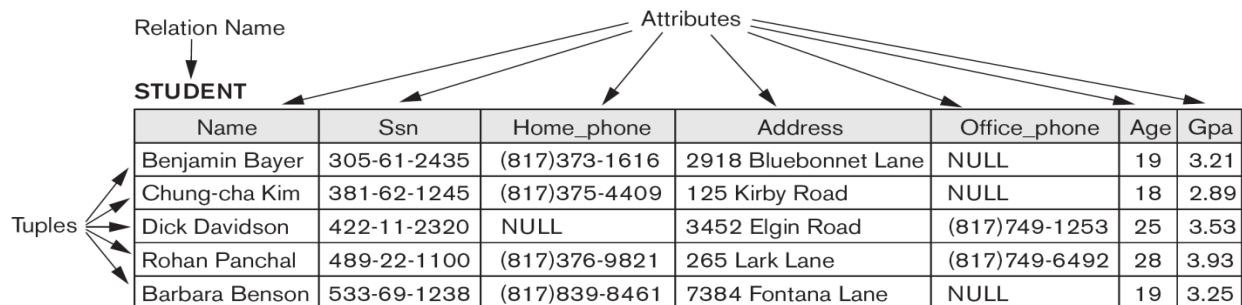 Attributes
Relation Name
STUDENT
Name Ssn Home_phone Address Office_phone Age Gpa
Benjamin Bayer 305-61-2435 (817)373-1616 2918 Bluebonnet Lane NULL 19 3.21
Chung-cha Kim 381-62-1245 (817)375-4409 125 Kirby Road NULL 18 2.89
Tuples Dick Davidson 422-11-2320 NULL 3452 Elgin Road (817)749-1253 25 3.53
Rohan Panchal 489-22-1100 (817)376-9821 265 Lark Lane (817)749-6492 28 3.93
Barbara Benson 533-69-1238 (817)839-8461 7384 Fontana Lane NULL 19 3.25